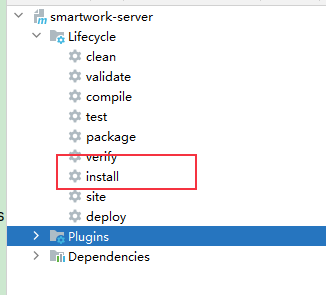 smartwork-server
Lifecycle
clean
validate
compile
test
package
verify
install
site
s
deploy
Plugins
Dependencies